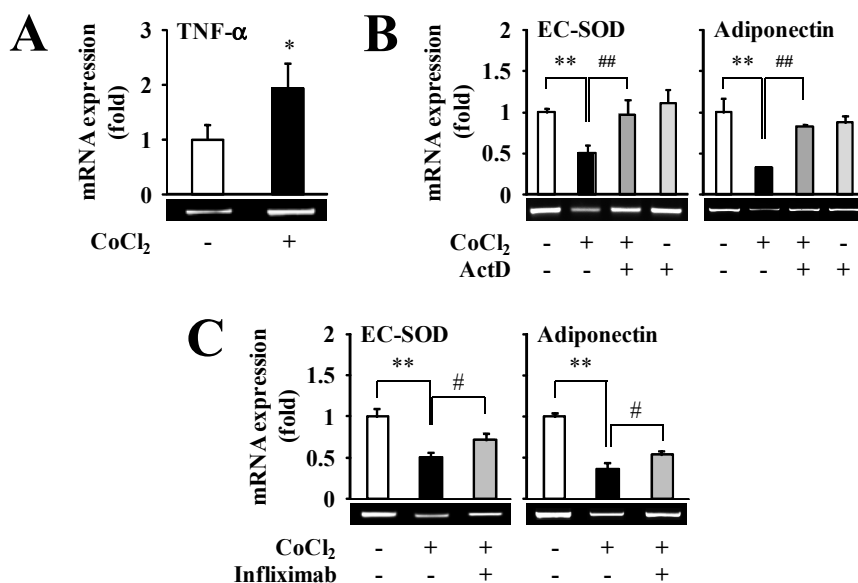 A
TNF-α
mRNA expression
(fold)
3
2
1
0
*
CoCl2 - +
B
EC-SOD
Adiponectin
mRNA expression
(fold)
2
1.5
1
0.5
0
** ##
** ##
CoCl2 - + + - - + + -
ActD - - + + - - + +
C
EC-SOD
Adiponectin
mRNA expression
(fold)
2
1.5
1
0.5
0
** #
** #
CoCl2 - + + - + +
Infliximab - - + - - +